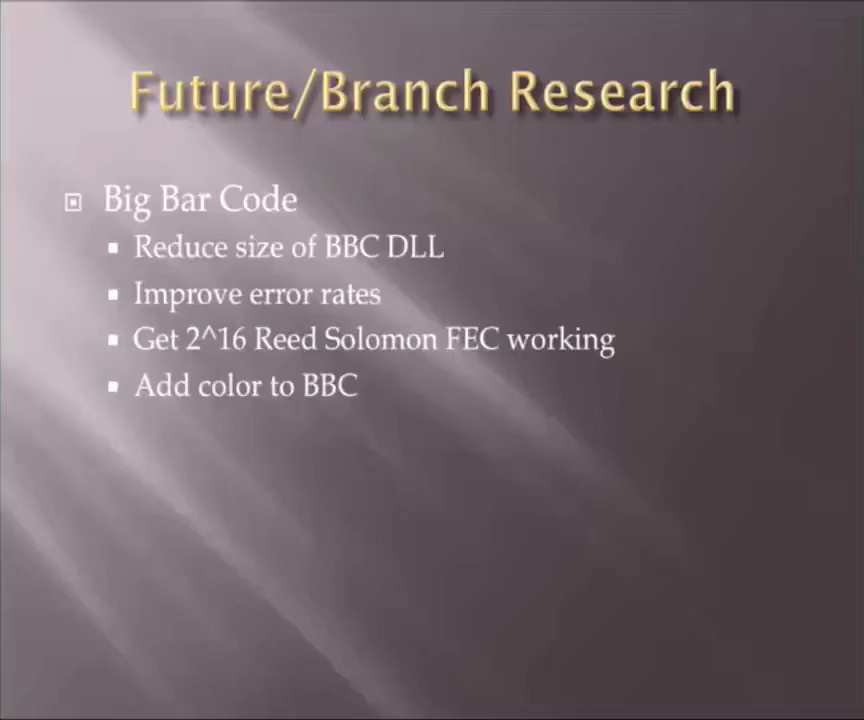 Future/Branch Research
Big Bar Code
Reduce size of BBC DLL
Improve error rates
Get 2^16 Reed Solomon FEC working
Add color to BBC